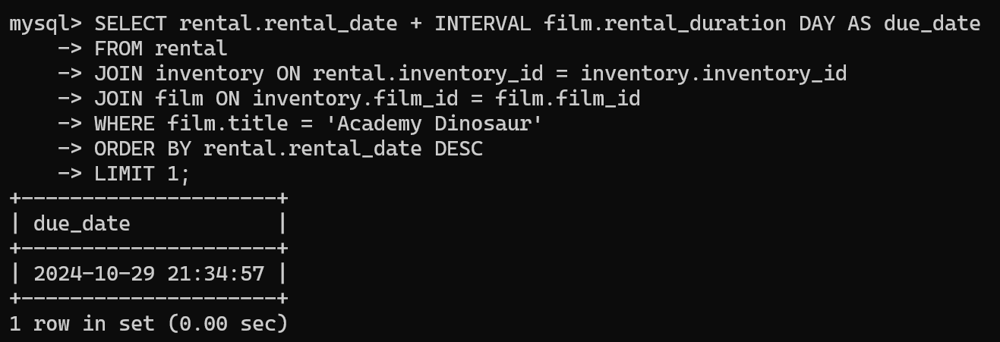 mysql> SELECT rental.rental_date + INTERVAL film.rental_duration DAY AS due_date
    -> FROM rental
    -> JOIN inventory ON rental.inventory_id = inventory.inventory_id
    -> JOIN film ON inventory.film_id = film.film_id
    -> WHERE film.title = 'Academy Dinosaur'
    -> ORDER BY rental.rental_date DESC
    -> LIMIT 1;
+---------------------+
| due_date            |
+---------------------+
| 2024-10-29 21:34:57 |
+---------------------+
1 row in set (0.00 sec)